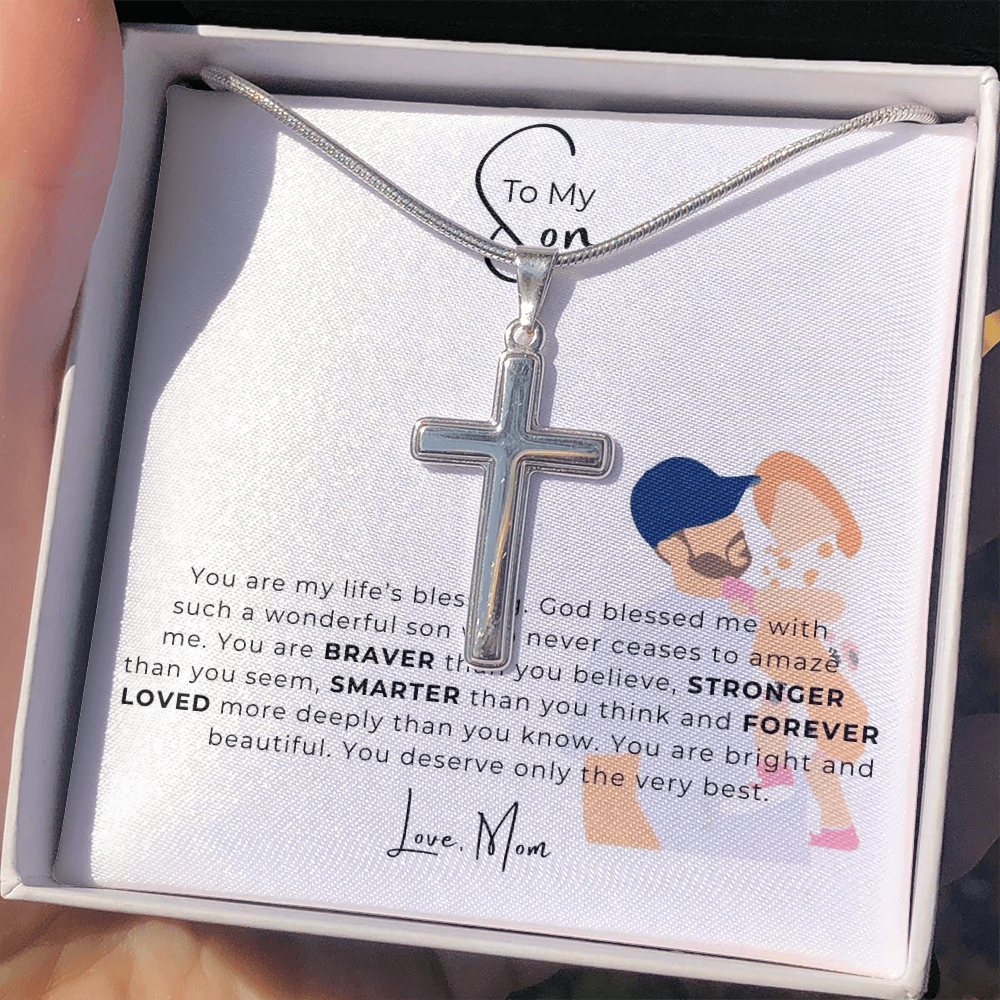 To My
Son
You are my life's bles . God blessed me with
such a wonderful son never ceases to amaze
me. You are BRAVER than you believe, STRONGER
than you seem, SMARTER than you think and FOREVER
LOVED more deeply than you know. You are bright and
beautiful. You deserve only the very best.
Love, Mom